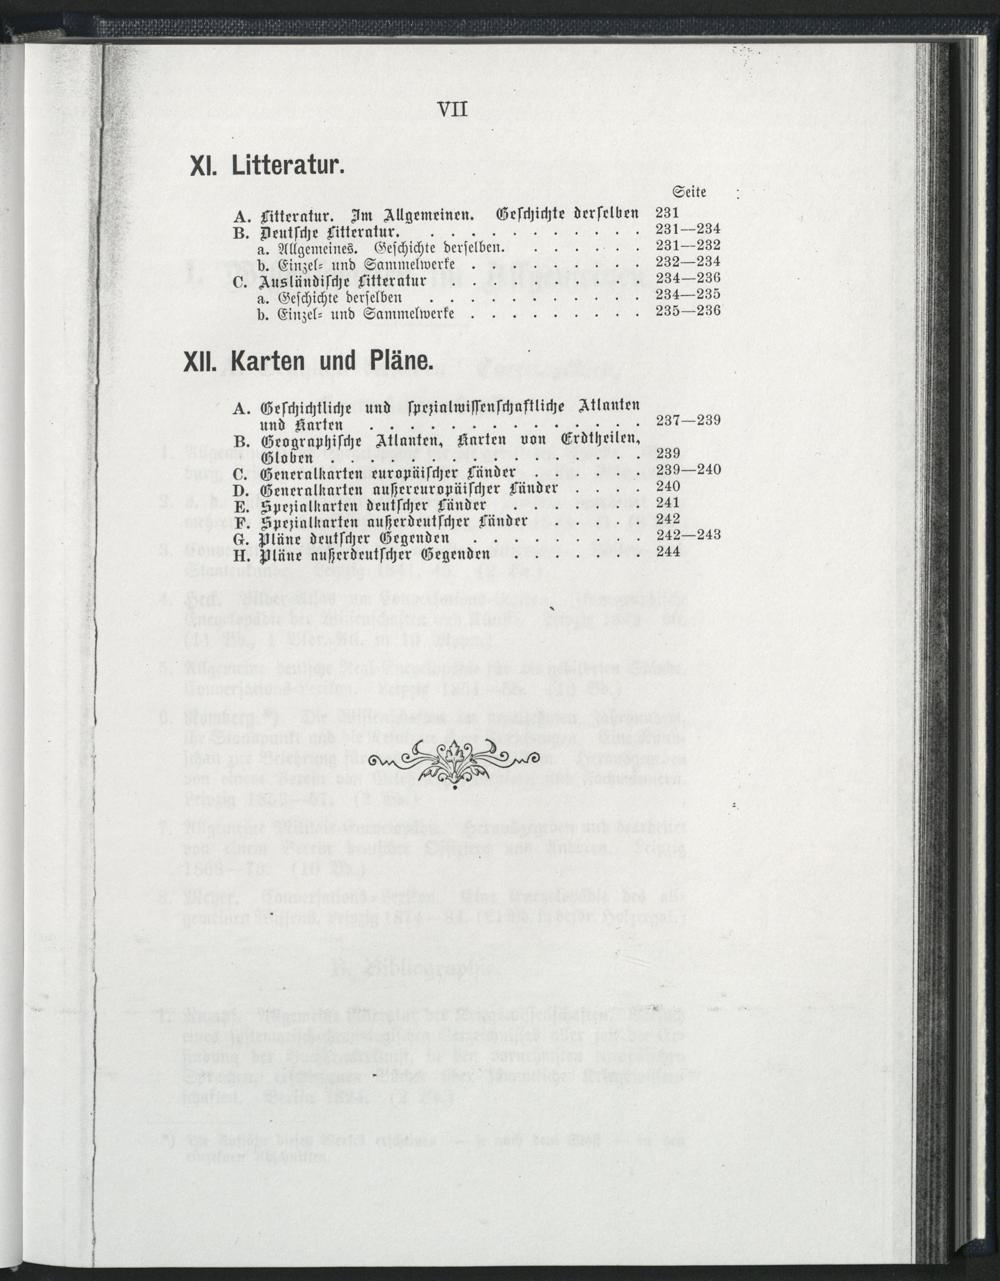 VII
XI. Litteratur.
Seite
A. Litteratur. Im Allgemeinen. Geschichte derselben 231
B. Deutsche Litteratur. . . . . . . . . . . . 231—234
a. Allgemeines. Geschichte derselben. . . . . . . 231—232
b. Einzel- und Sammelwerke . . . . . . . . . 232—234
C. Ausländische Litteratur . . . . . . . . . . 234—236
a. Geschichte derselben . . . . . . . . . . . 234—235
b. Einzel- und Sammelwerke . . . . . . . . . 235—236
XII. Karten und Pläne.
A. Geschichtliche und spezialwissenschaftliche Atlanten
und Karten . . . . . . . . . . . . . 237—239
B. Geographische Atlanten, Karten von Erdtheilen,
Globen . . . . . . . . . . . . . . . 239
C. Generalkarten europäischer Länder . . . . . . 239—240
D. Generalkarten außereuropäischer Länder . . . . 240
E. Spezialkarten deutscher Länder . . . . . . . 241
F. Spezialkarten außerdeutscher Länder . . . . . 242
G. Pläne deutscher Gegenden . . . . . . . . . 242—243
H. Pläne außerdeutscher Gegenden . . . . . . . 244